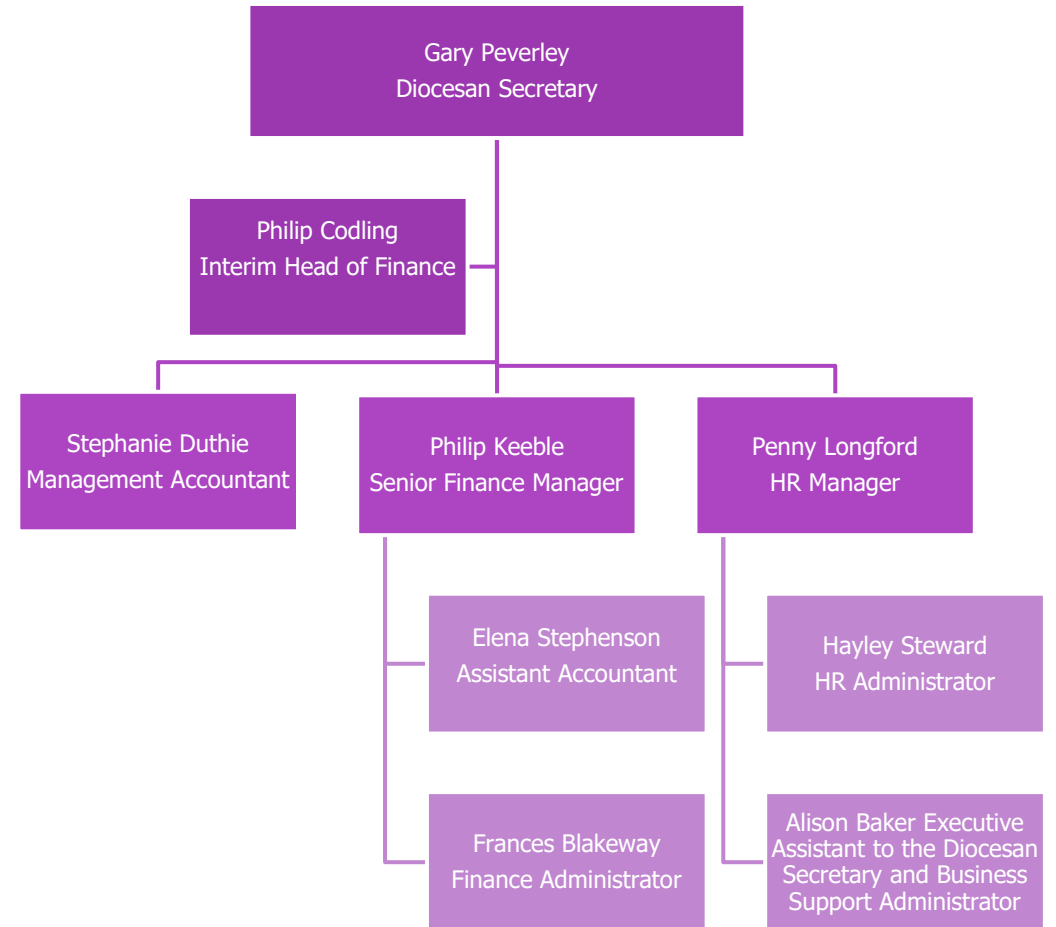 Gary Peverley
Diocesan Secretary
Philip Codling
Interim Head of Finance
Stephanie Duthie
Management Accountant
Philip Keeble
Senior Finance Manager
Penny Longford
HR Manager
Elena Stephenson
Assistant Accountant
Hayley Steward
HR Administrator
Frances Blakeway
Finance Administrator
Alison Baker Executive
Assistant to the Diocesan
Secretary and Business
Support Administrator